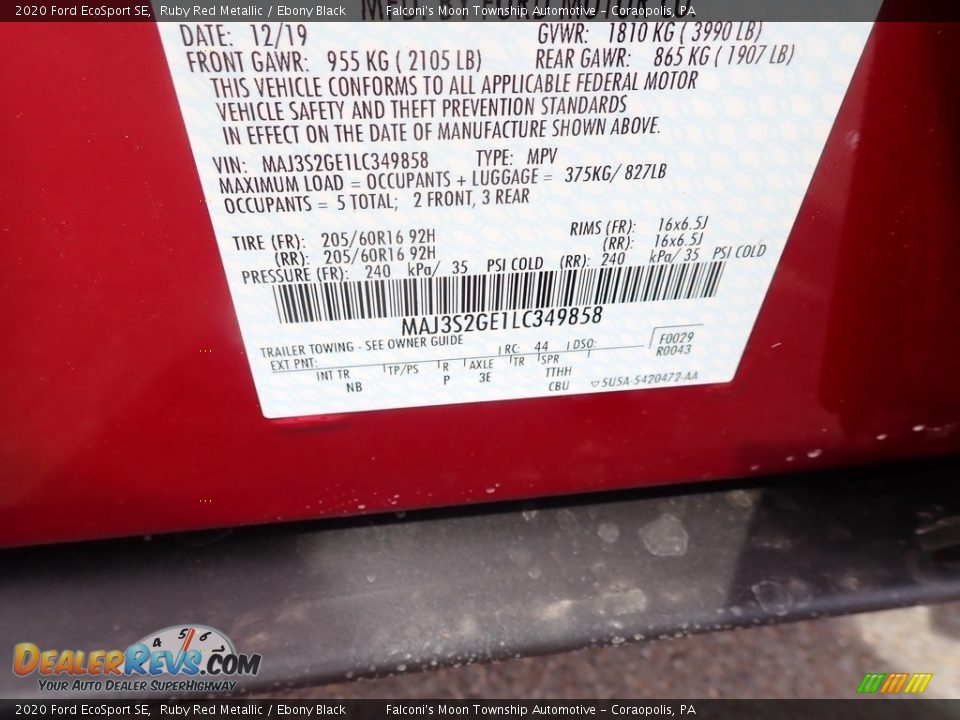 2020 Ford EcoSport SE, Ruby Red Metallic / Ebony Black Falconi's Moon Township Automotive - Coraopolis, PA
DATE: 12/19 GVWR: 1810 KG ( 3990 LB)
FRONT GAWR: 955 KG ( 2105 LB) REAR GAWR: 865 KG ( 1907 LB)
THIS VEHICLE CONFORMS TO ALL APPLICABLE FEDERAL MOTOR
VEHICLE SAFETY AND THEFT PREVENTION STANDARDS
IN EFFECT ON THE DATE OF MANUFACTURE SHOWN ABOVE.
VIN: MAJ3S2GE1LC349858 TYPE: MPV
MAXIMUM LOAD = OCCUPANTS + LUGGAGE = 375KG/ 827LB
OCCUPANTS = 5 TOTAL; 2 FRONT, 3 REAR
TIRE (FR): 205/60R16 92H RIMS (FR): 16x6.5J
(RR): 205/60R16 92H (RR): 16x6.5J
PRESSURE (FR): 240 kPa/ 35 PSI COLD (RR): 240 kPa/ 35 PSI COLD
MAJ3S2GE1LC349858
TRAILER TOWING - SEE OWNER GUIDE
EXT PNT: RC: 44 DSO: F0029
R0043
INT TR TP/PS R AXLE TR SPR
NB P 3E TTHH
CBU 5U5A-5420472-AA
4 5 6
DealerRevs.com
Your Auto Dealer SuperHighway
2020 Ford EcoSport SE, Ruby Red Metallic / Ebony Black Falconi's Moon Township Automotive - Coraopolis, PA